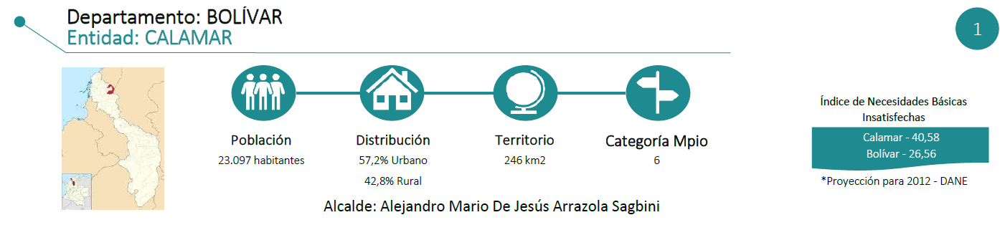 Departamento: BOLÍVAR
Entidad: CALAMAR
1
Población
23.097 habitantes
Distribución
57,2% Urbano
42,8% Rural
Territorio
246 km2
Categoría Mpio
6
Alcalde: Alejandro Mario De Jesús Arrazola Sagbini
Índice de Necesidades Básicas
Insatisfechas
Calamar - 40,58
Bolívar - 26,56
*Proyección para 2012 - DANE